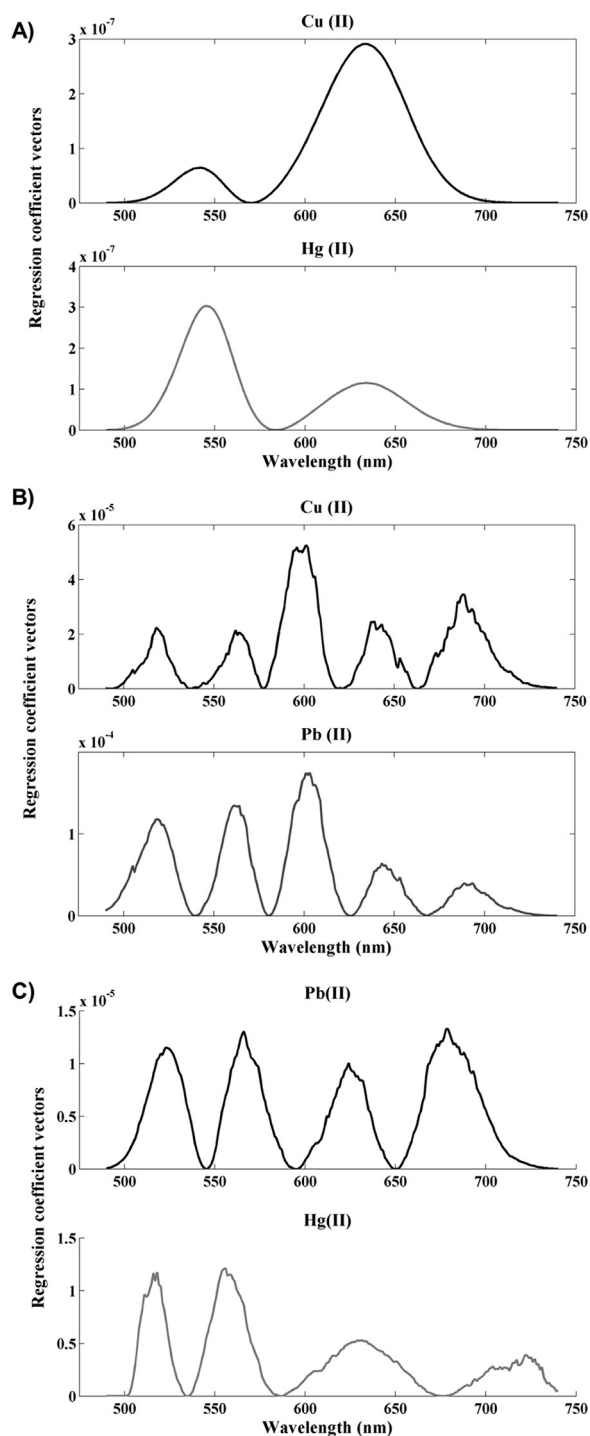 A)
Cu (II)
x 10 -7
Regression coefficient vectors
3
2
1
0
500 550 600 650 700 750
Hg (II)
x 10 -7
4
3
2
1
0
500 550 600 650 700 750
Wavelength (nm)
B)
Cu (II)
x 10 -5
Regression coefficient vectors
6
4
2
0
500 550 600 650 700 750
Pb (II)
x 10 -4
1
0
500 550 600 650 700 750
Wavelength (nm)
C)
Pb(II)
x 10 -5
Regression coefficient vectors
1.5
1
0.5
0
500 550 600 650 700 750
Hg(II)
1.5
1
0.5
0
500 550 600 650 700 750
Wavelength (nm)